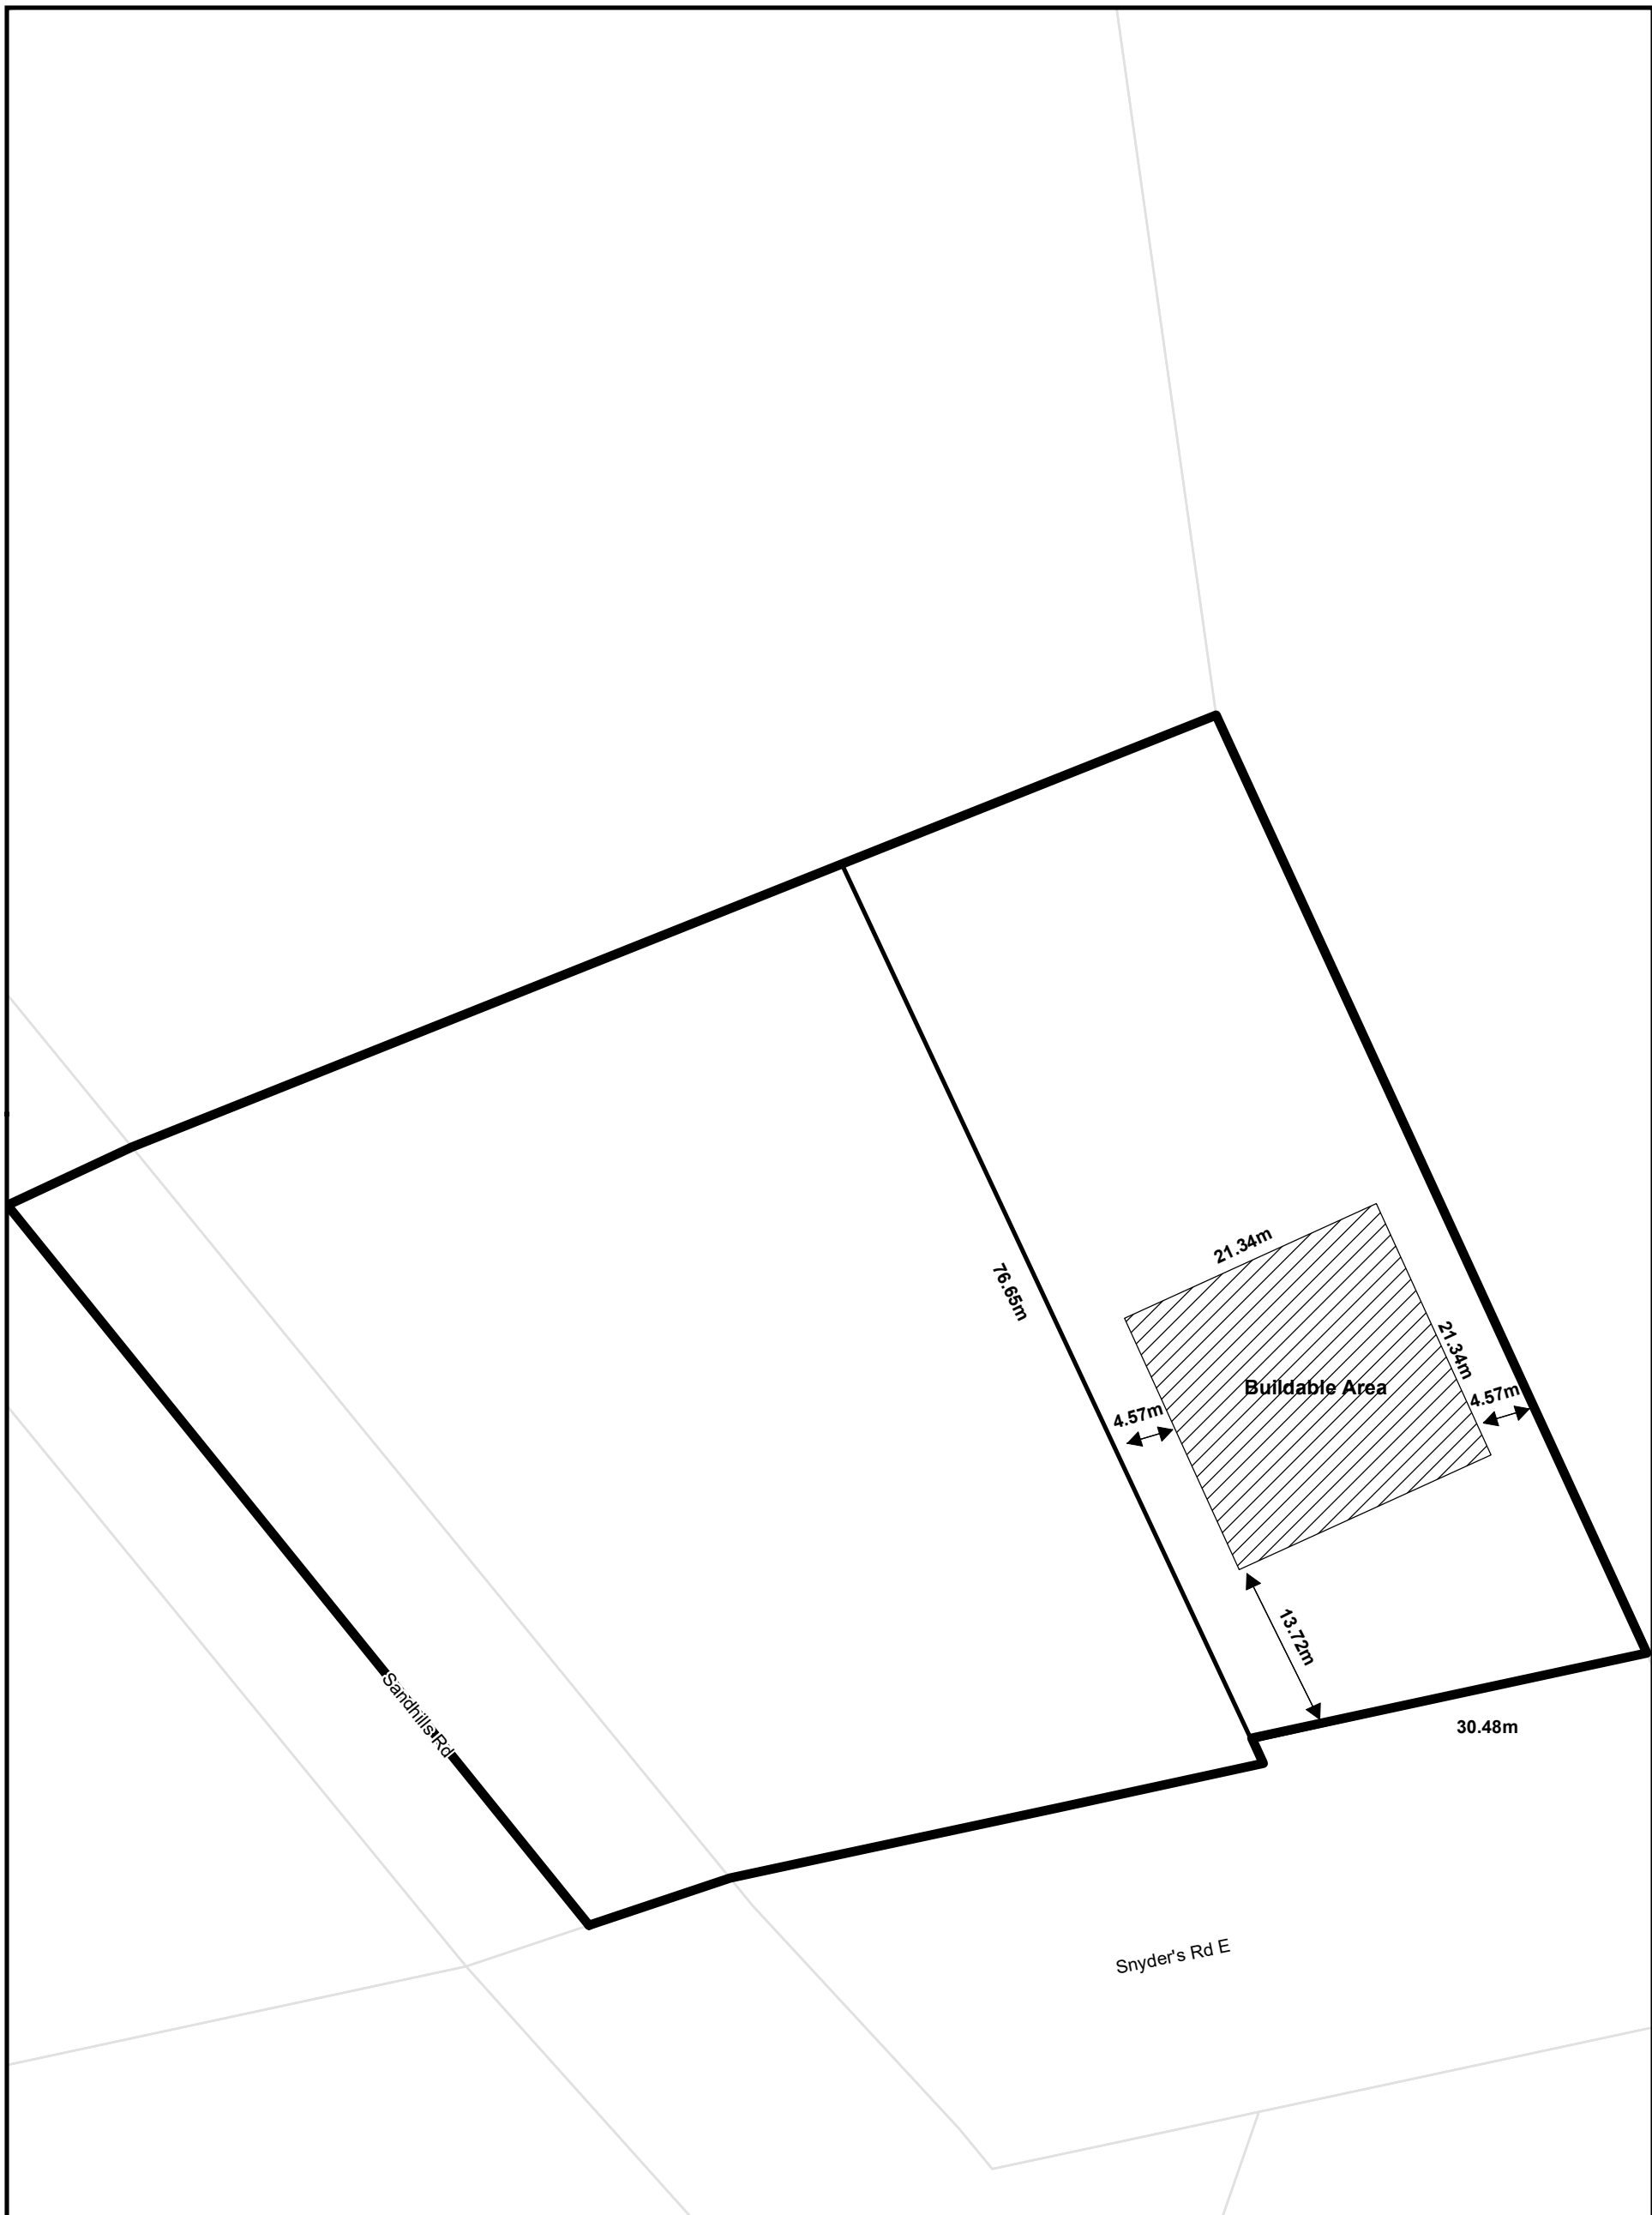 21.34m
76.65m
21.34m
Buildable Area
4.57m
4.57m
13.72m
Sandhills Rd
30.48m
Snyder's Rd E